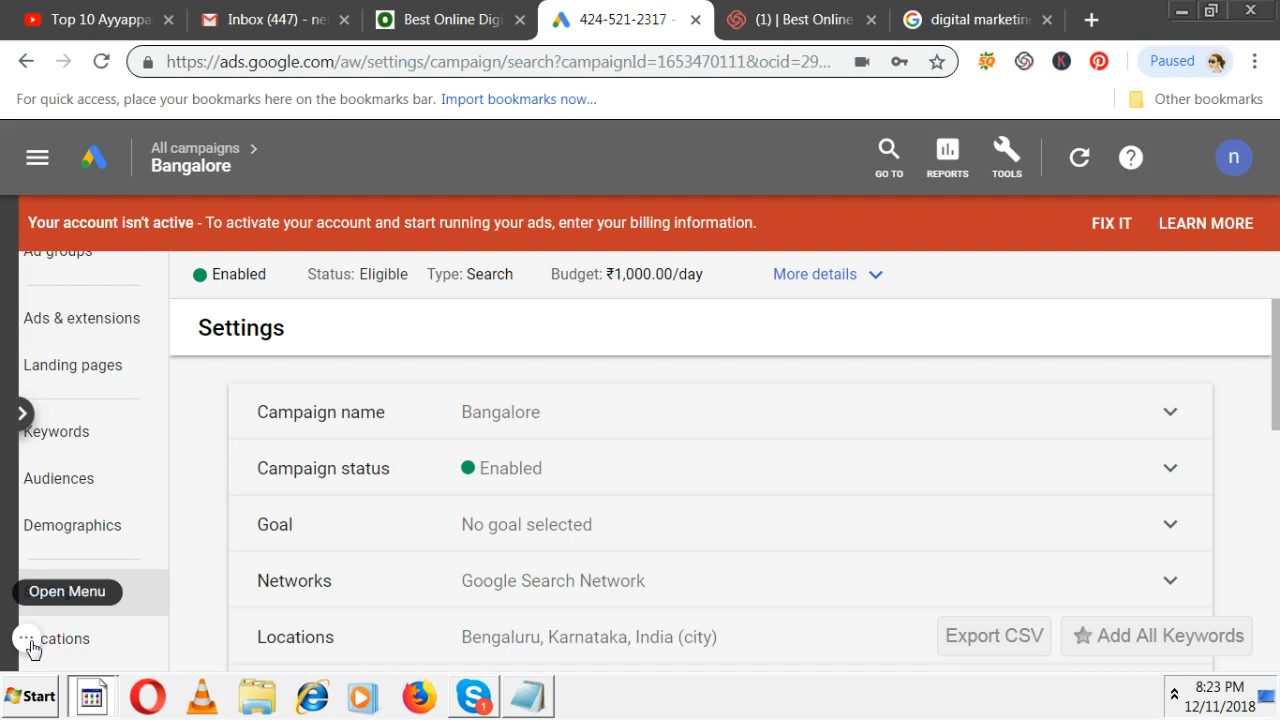 Top 10 Ayyappa
Inbox (447) - ne
Best Online Digi
424-521-2317 -
(1) | Best Online
digital marketin
https://ads.google.com/aw/settings/campaign/search?campaignId=1653470111&ocid=29...
Paused
For quick access, place your bookmarks here on the bookmarks bar. Import bookmarks now...
Other bookmarks
All campaigns
Bangalore
GO TO
REPORTS
TOOLS
n
Your account isn't active - To activate your account and start running your ads, enter your billing information.
FIX IT
LEARN MORE
Ad groups
Enabled
Status: Eligible
Type: Search
Budget: ₹1,000.00/day
More details
Ads & extensions
Settings
Landing pages
Campaign name
Bangalore
Keywords
Campaign status
Enabled
Audiences
Demographics
Goal
No goal selected
Open Menu
Networks
Google Search Network
cations
Locations
Bengaluru, Karnataka, India (city)
Export CSV
Add All Keywords
Start
1
8:23 PM
12/11/2018